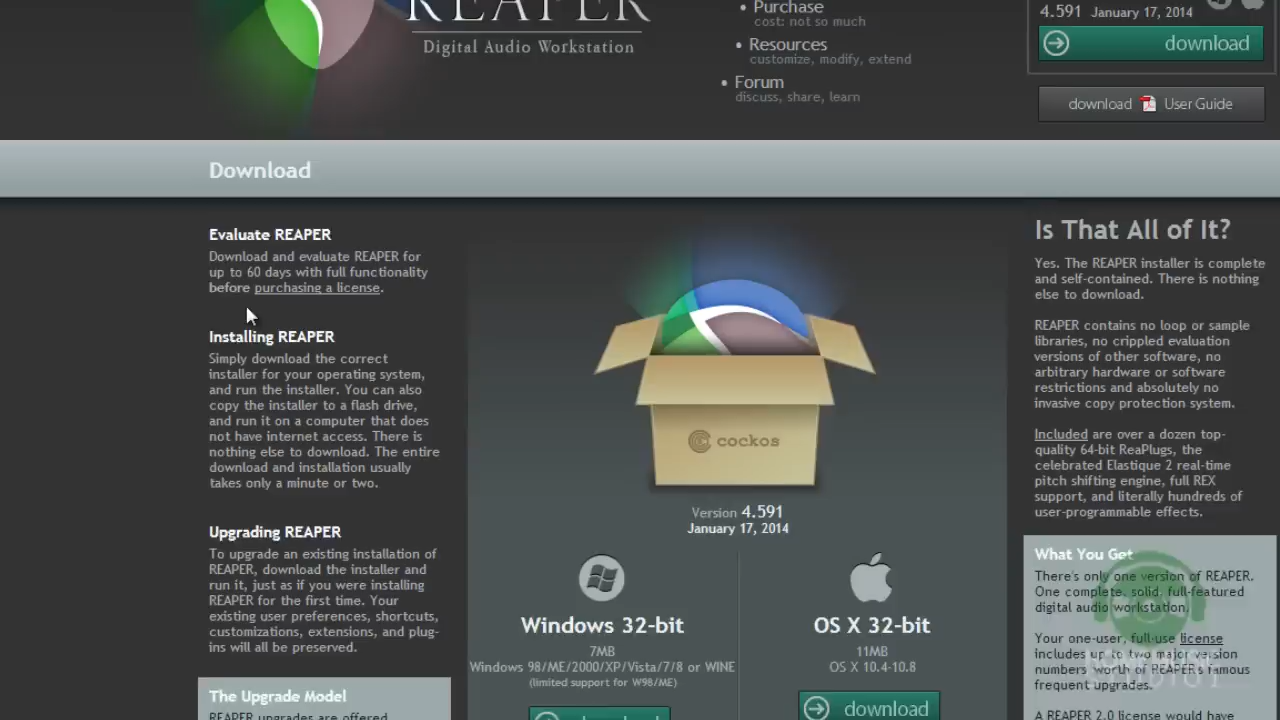 REAPER
Digital Audio Workstation
Purchase
cost: not so much
Resources
customize, modify, extend
Forum
discuss, share, learn
4.591 January 17, 2014
download
download User Guide
Download
Evaluate REAPER
Download and evaluate REAPER for
up to 60 days with full functionality
before purchasing a license.
Installing REAPER
Simply download the correct
installer for your operating system,
and run the installer. You can also
copy the installer to a flash drive,
and run it on a computer that does
not have internet access. There is
nothing else to download. The entire
download and installation usually
takes only a minute or two.
Upgrading REAPER
To upgrade an existing installation of
REAPER, download the installer and
run it, just as if you were installing
REAPER for the first time. Your
existing user preferences, shortcuts,
customizations, extensions, and plug-
ins will all be preserved.
The Upgrade Model
REAPER upgrades are offered
cockos
Version 4.591
January 17, 2014
Windows 32-bit
7MB
Windows 98/ME/2000/XP/Vista/7/8 or WINE
(limited support for W98/ME)
OS X 32-bit
11MB
OS X 10.4-10.8
download
Is That All of It?
Yes. The REAPER installer is complete
and self-contained. There is nothing
else to download.
REAPER contains no loop or sample
libraries, no crippled evaluation
versions of other software, no
arbitrary hardware or software
restrictions and absolutely no
invasive copy protection system.
Included are over a dozen top-
quality 64-bit ReaPlugs, the
celebrated Elastique 2 real-time
pitch shifting engine, full REX
support, and literally hundreds of
user-programmable effects.
What You Get
There's only one version of REAPER.
One complete, solid, full-featured
digital audio workstation.
Your one-user, full-use license
includes up to two major version
numbers worth of REAPER's famous
frequent upgrades.
A REAPER 2.0 license would have